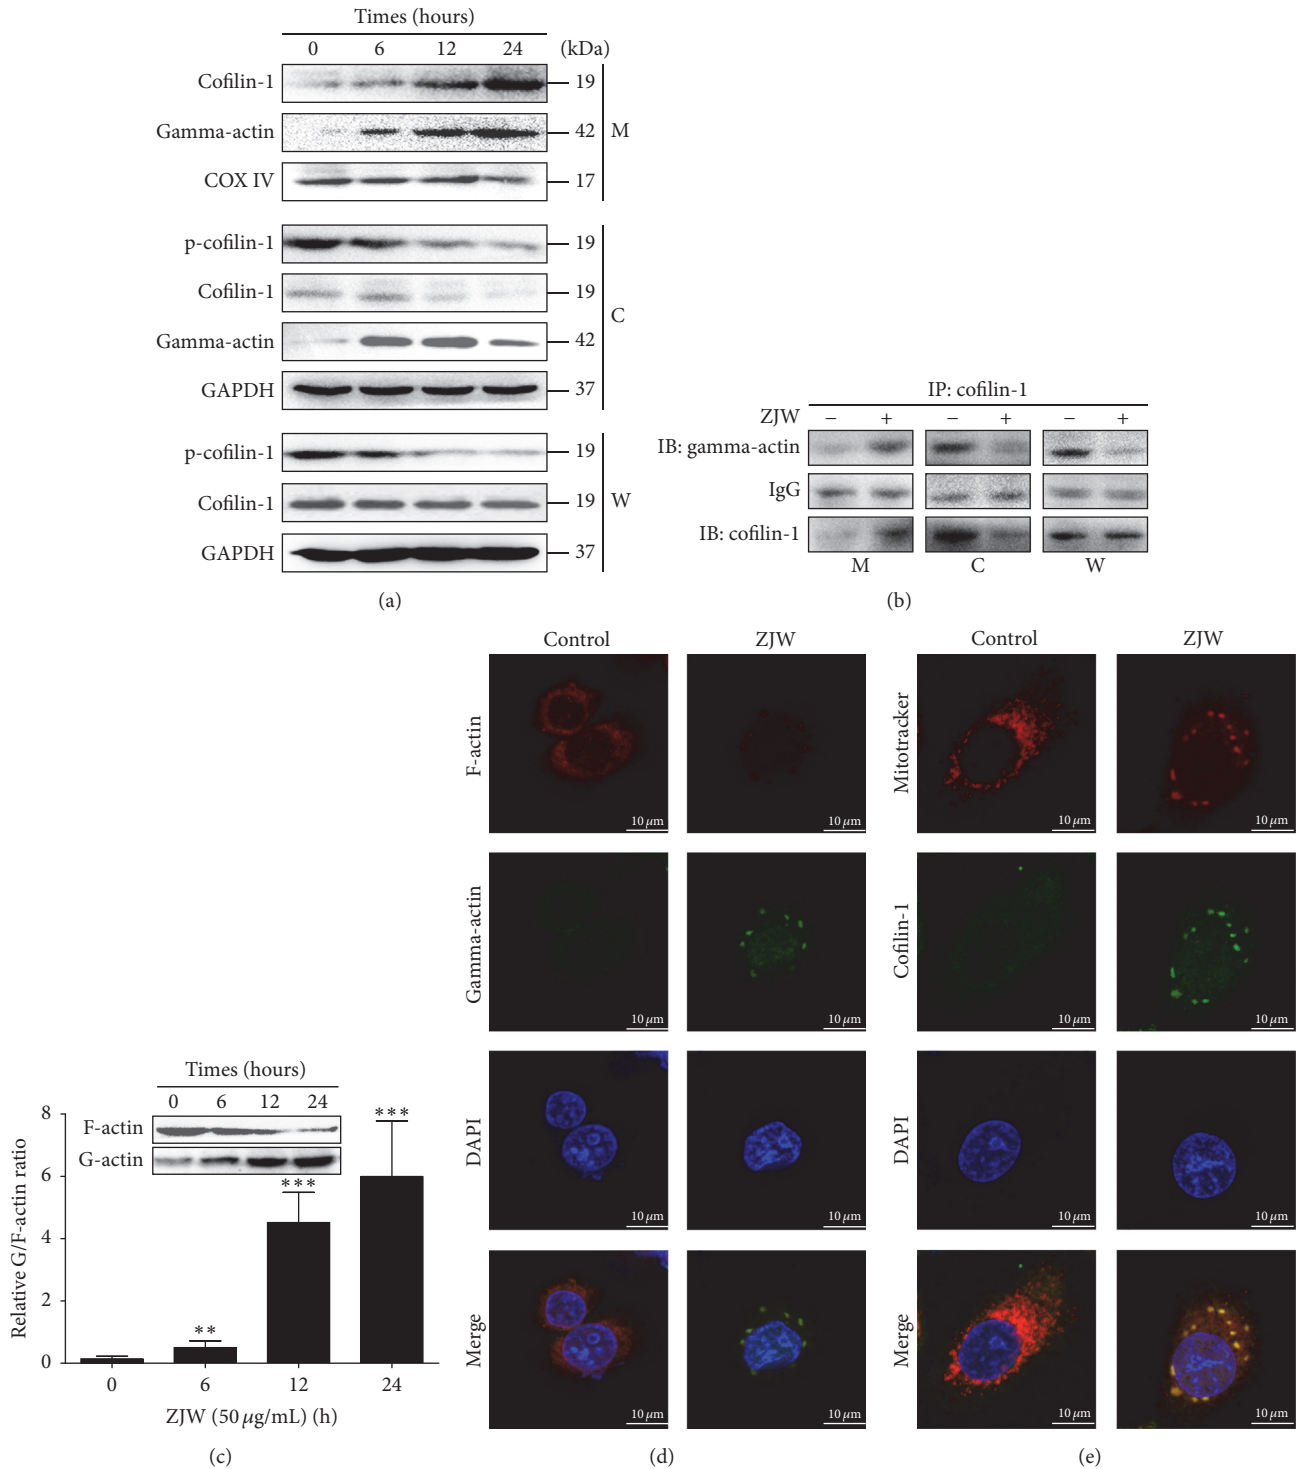 Times (hours)
0 6 12 24 (kDa)
Cofilin-1 19
Gamma-actin 42 M
COX IV 17
p-cofilin-1 19
Cofilin-1 19
C
Gamma-actin 42
GAPDH 37
p-cofilin-1 19
Cofilin-1 19 W
GAPDH 37
(a)
IP: cofilin-1
ZJW − + − + − +
IB: gamma-actin
IgG
IB: cofilin-1
M C W
(b)
Times (hours)
0 6 12 24
F-actin
G-actin
Relative G/F-actin ratio
8
6
4
2
0
** *** ***
0 6 12 24
ZJW (50 μg/mL) (h)
(c)
Control ZJW
F-actin
10 μm 10 μm
Gamma-actin
10 μm 10 μm
DAPI
10 μm 10 μm
Merge
10 μm 10 μm
(d)
Control ZJW
Mitotracker
10 μm 10 μm
Cofilin-1
10 μm 10 μm
DAPI
10 μm 10 μm
Merge
10 μm 10 μm
(e)